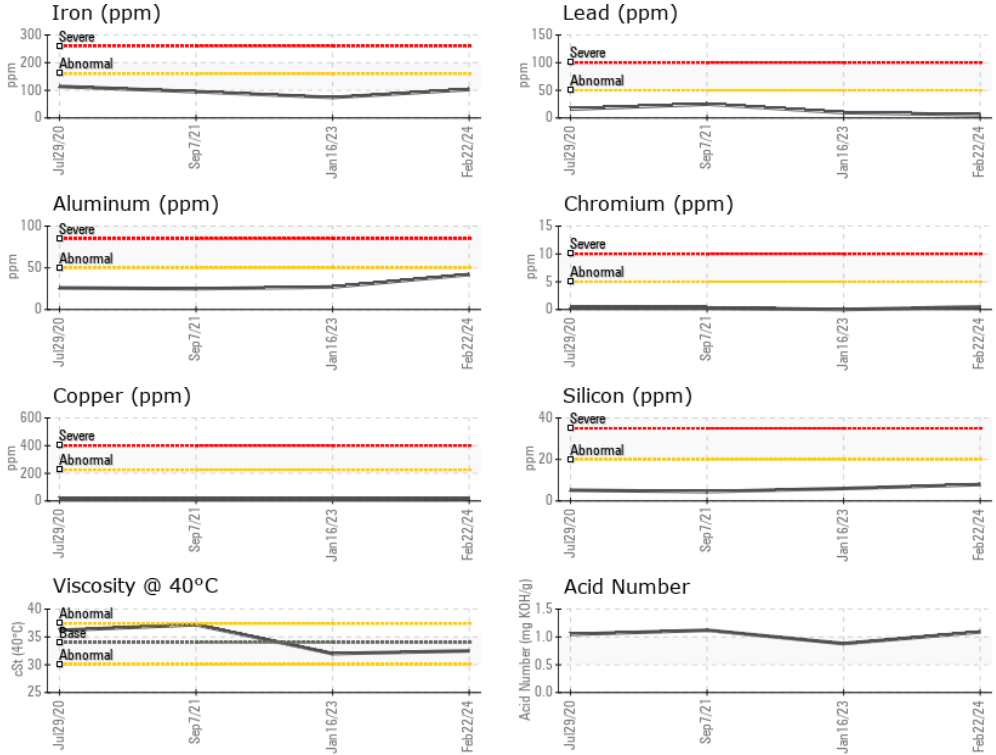 Iron (ppm)
300
200
100
0
ppm
Severe
Abnormal
Jul29/20
Sep7/21
Jan16/23
Feb22/24
Lead (ppm)
150
100
50
0
ppm
Severe
Abnormal
Jul29/20
Sep7/21
Jan16/23
Feb22/24
Aluminum (ppm)
100
50
0
ppm
Severe
Abnormal
Jul29/20
Sep7/21
Jan16/23
Feb22/24
Chromium (ppm)
15
10
5
0
ppm
Severe
Abnormal
Jul29/20
Sep7/21
Jan16/23
Feb22/24
Copper (ppm)
600
400
200
0
ppm
Severe
Abnormal
Jul29/20
Sep7/21
Jan16/23
Feb22/24
Silicon (ppm)
40
20
0
ppm
Severe
Abnormal
Jul29/20
Sep7/21
Jan16/23
Feb22/24
Viscosity @ 40°C
40
35
30
25
cSt (40°C)
Abnormal
Base
Abnormal
Jul29/20
Sep7/21
Jan16/23
Feb22/24
Acid Number
1.5
1.0
0.5
0.0
Acid Number (mg KOH/g)
Jul29/20
Sep7/21
Jan16/23
Feb22/24